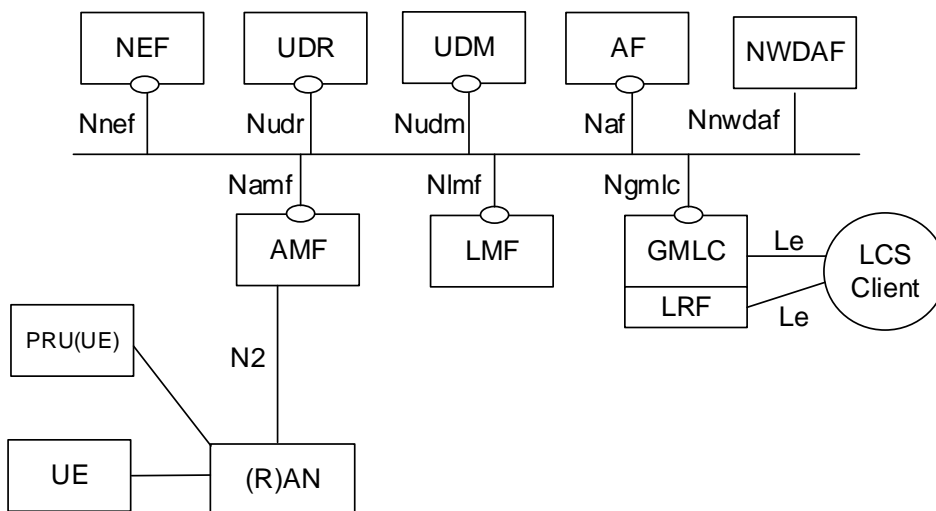 NEF
UDR
UDM
AF
NWDAF
Nnef
Nudr
Nudm
Naf
Nnwdaf
Namf
Nlmf
Ngmlc
AMF
LMF
GMLC
LRF
Le
Le
LCS
Client
PRU(UE)
N2
UE
(R)AN